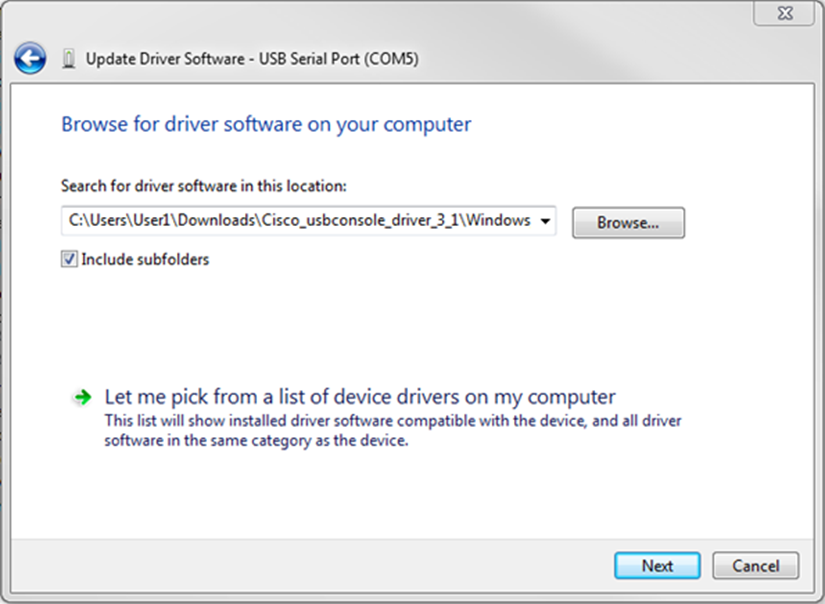 Update Driver Software - USB Serial Port (COM5)
Browse for driver software on your computer
Search for driver software in this location:
C:\Users\User1\Downloads\Cisco_usbconsole_driver_3_1\Windows
Browse...
Include subfolders
Let me pick from a list of device drivers on my computer
This list will show installed driver software compatible with the device, and all driver
software in the same category as the device.
Next
Cancel